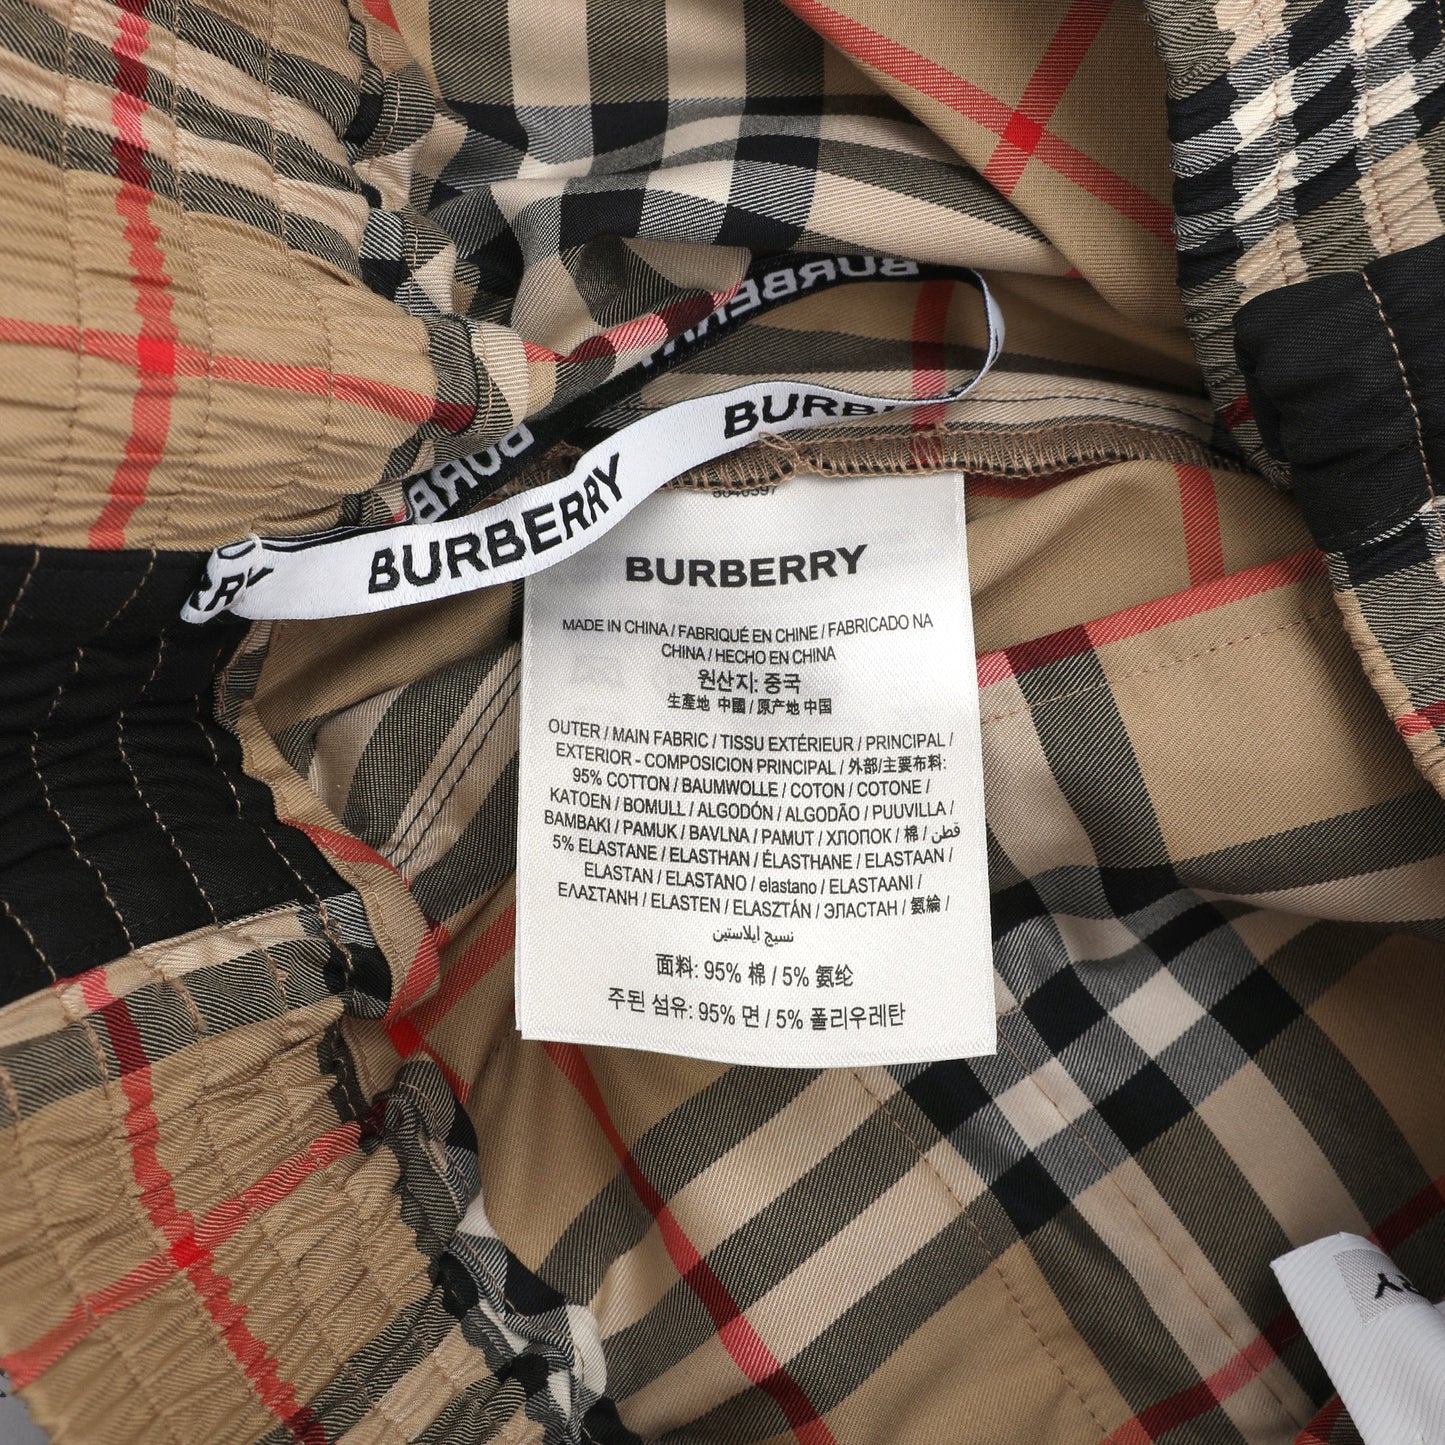 BURBERRY
BURBERRY
BURBERRY
BURBERRY
8040397
BURBERRY
MADE IN CHINA / FABRIQUÉ EN CHINE / FABRICADO NA
CHINA / HECHO EN CHINA
원산지: 중국
生產地 中國 / 原产地 中国
OUTER / MAIN FABRIC / TISSU EXTÉRIEUR / PRINCIPAL /
EXTERIOR - COMPOSICION PRINCIPAL / 外部/主要布料:
95% COTTON / BAUMWOLLE / COTON / COTONE /
KATOEN / BOMULL / ALGODÓN / ALGODÃO / PUUVILLA /
BAMBAKI / PAMUK / BAVLNA / PAMUT / ХЛОПОК / 棉 / قطن /
5% ELASTANE / ELASTHAN / ÉLASTHANE / ELASTAAN /
ELASTAN / ELASTANO / elastano / ELASTAANI /
ΕΛΑΣΤΑΝΗ / ELASTEN / ELASZTÁN / ЭЛАСТАН / 氨綸 /
نسيج ايلاستين
面料: 95% 棉 / 5% 氨纶
주된 섬유: 95% 면 / 5% 폴리우레탄